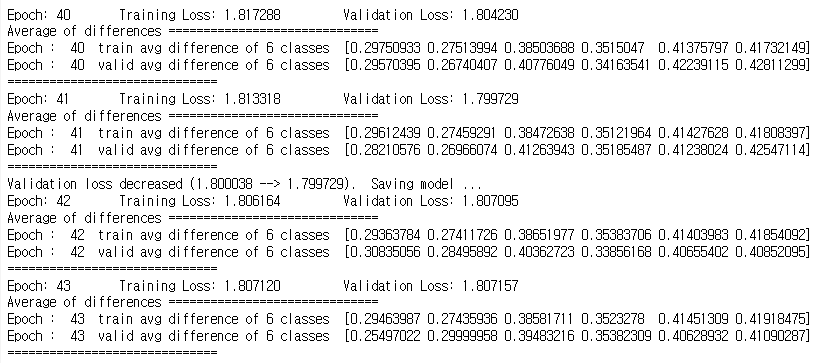 Epoch: 40 Training Loss: 1.817288 Validation Loss: 1.804230
Average of differences ==============================
Epoch : 40 train avg difference of 6 classes [0.29750933 0.27513994 0.38503688 0.3515047 0.41375797 0.41732149]
Epoch : 40 valid avg difference of 6 classes [0.29570395 0.26740407 0.40776049 0.34163541 0.42239115 0.42811299]
==============================
Epoch: 41 Training Loss: 1.813318 Validation Loss: 1.799729
Average of differences ==============================
Epoch : 41 train avg difference of 6 classes [0.29612439 0.27459291 0.38472638 0.35121964 0.41427628 0.41808397]
Epoch : 41 valid avg difference of 6 classes [0.28210576 0.26966074 0.41263943 0.35185487 0.41238024 0.42547114]
==============================
Validation loss decreased (1.800038 --> 1.799729). Saving model ...
Epoch: 42 Training Loss: 1.806164 Validation Loss: 1.807095
Average of differences ==============================
Epoch : 42 train avg difference of 6 classes [0.29363784 0.27411726 0.38651977 0.35383706 0.41403983 0.41854092]
Epoch : 42 valid avg difference of 6 classes [0.30835056 0.28495892 0.40362723 0.33856168 0.40655402 0.40852095]
==============================
Epoch: 43 Training Loss: 1.807120 Validation Loss: 1.807157
Average of differences ==============================
Epoch : 43 train avg difference of 6 classes [0.29463987 0.27435936 0.38581711 0.3523278 0.41451309 0.41918475]
Epoch : 43 valid avg difference of 6 classes [0.25497022 0.29999958 0.39483216 0.35382309 0.40628932 0.41090287]
==============================